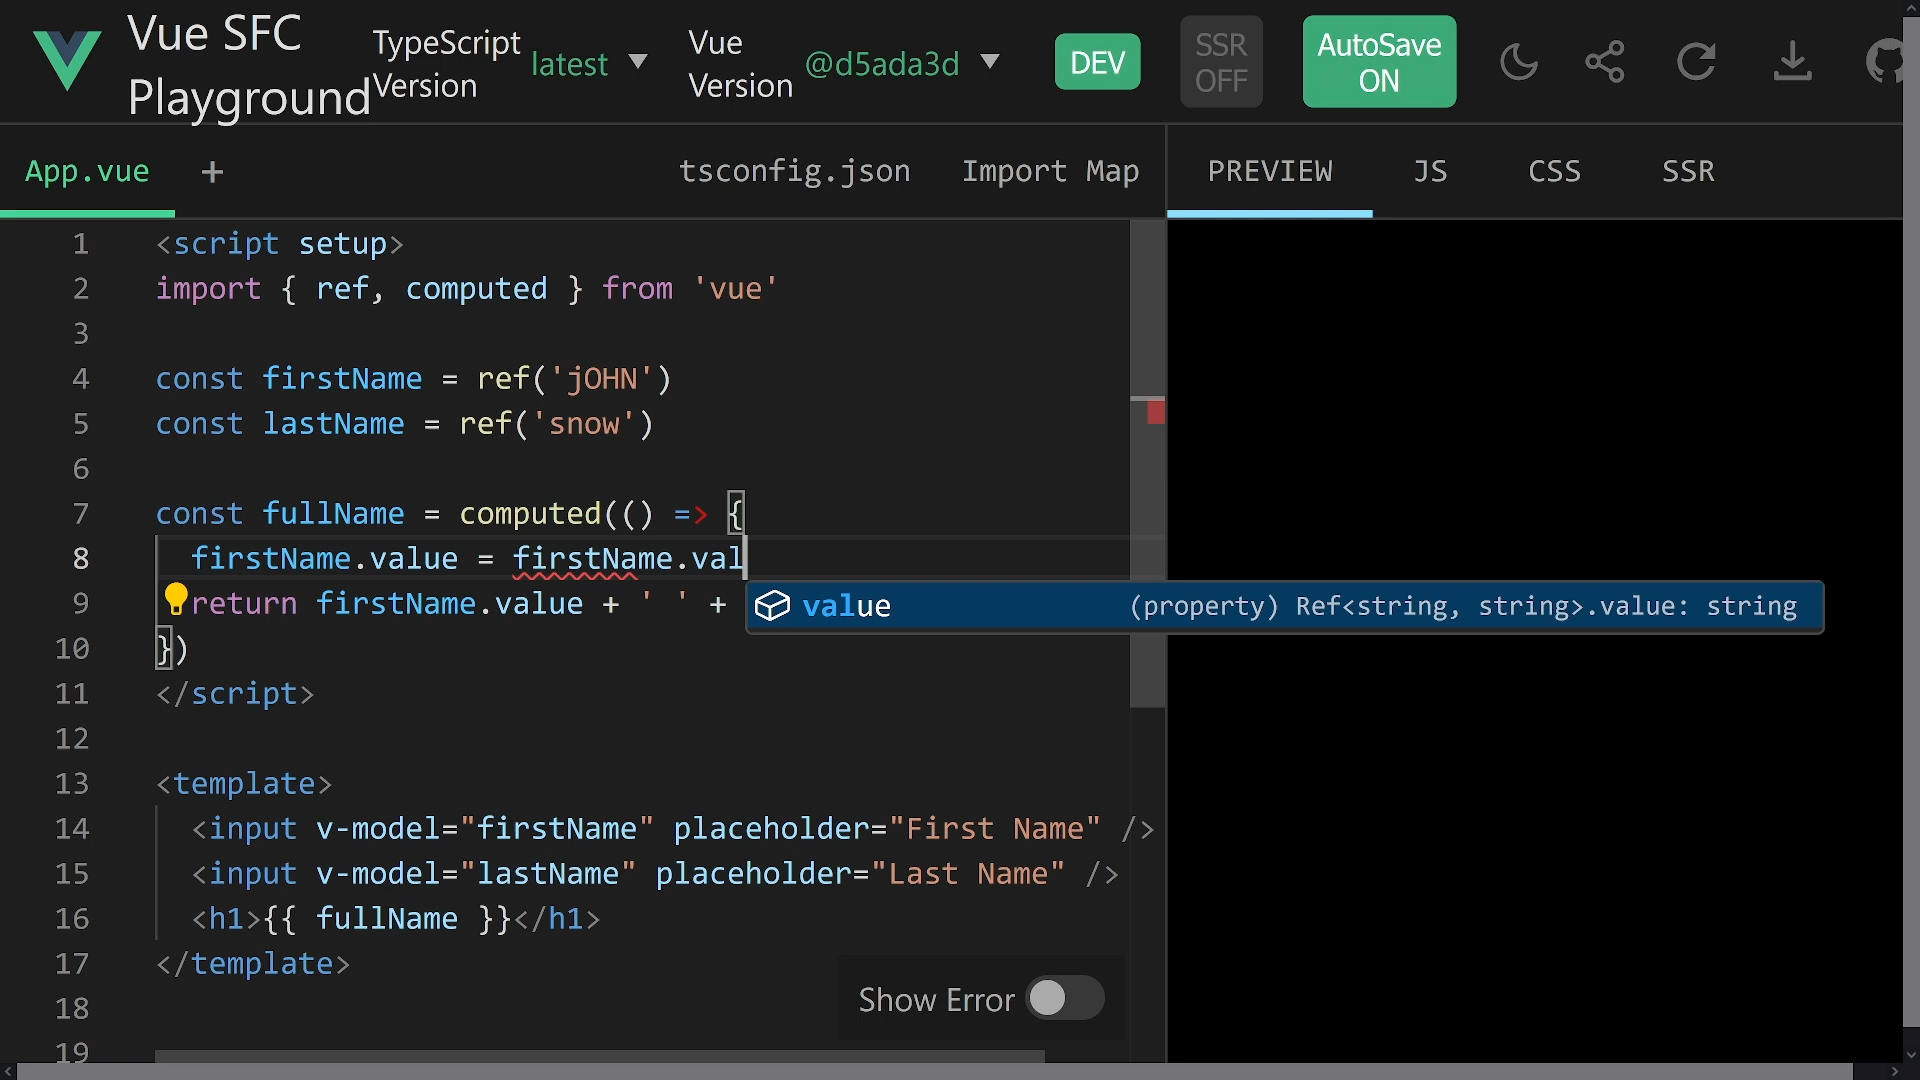 Vue SFC Playground
TypeScript Version latest
Vue Version @d5ada3d
DEV
SSR OFF
AutoSave ON
App.vue +
tsconfig.json Import Map
PREVIEW JS CSS SSR
1 <script setup>
2 import { ref, computed } from 'vue'
3
4 const firstName = ref('jOHN')
5 const lastName = ref('snow')
6
7 const fullName = computed(() => {
8 firstName.value = firstName.val
9 return firstName.value + ' ' +
value (property) Ref<string, string>.value: string
10 })
11 </script>
12
13 <template>
14 <input v-model="firstName" placeholder="First Name" />
15 <input v-model="lastName" placeholder="Last Name" />
16 <h1>{{ fullName }}</h1>
17 </template>
18
19
Show Error